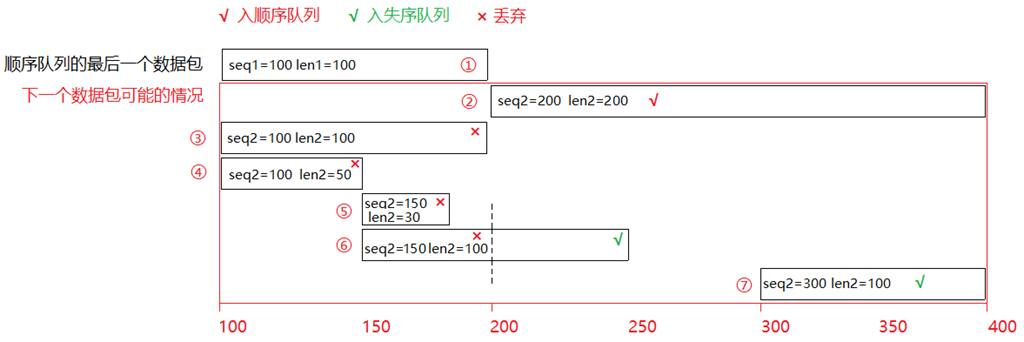 √ 入顺序队列 √ 入失序队列 × 丢弃
顺序队列的最后一个数据包 seq1=100 len1=100 ①
下一个数据包可能的情况 ② seq2=200 len2=200 √
③ seq2=100 len2=100 ×
④ seq2=100 len2=50 ×
⑤ seq2=150 ×
len2=30
⑥ seq2=150 len2=100 × √
⑦ seq2=300 len2=100 √
100 150 200 250 300 350 400